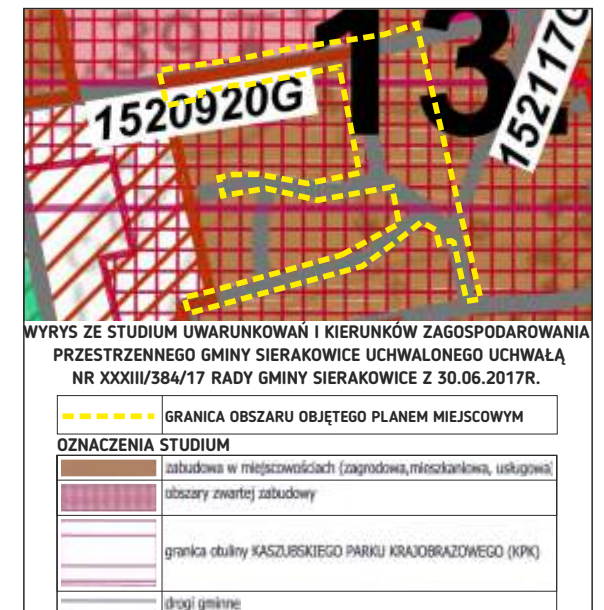 39
13
1520920G
152117G
WYRYS ZE STUDIUM UWARUNKOWAŃ I KIERUNKÓW ZAGOSPODAROWANIA
PRZESTRZENNEGO GMINY SIERAKOWICE UCHWALONEGO UCHWAŁĄ
NR XXXIII/384/17 RADY GMINY SIERAKOWICE Z 30.06.2017R.
GRANICA OBSZARU OBJĘTEGO PLANEM MIEJSCOWYM
OZNACZENIA STUDIUM
zabudowa w miejscowościach (zagrodowa,mieszkaniowa, usługowa)
obszary zwartej zabudowy
granica otuliny KASZUBSKIEGO PARKU KRAJOBRAZOWEGO (KPK)
drogi gminne